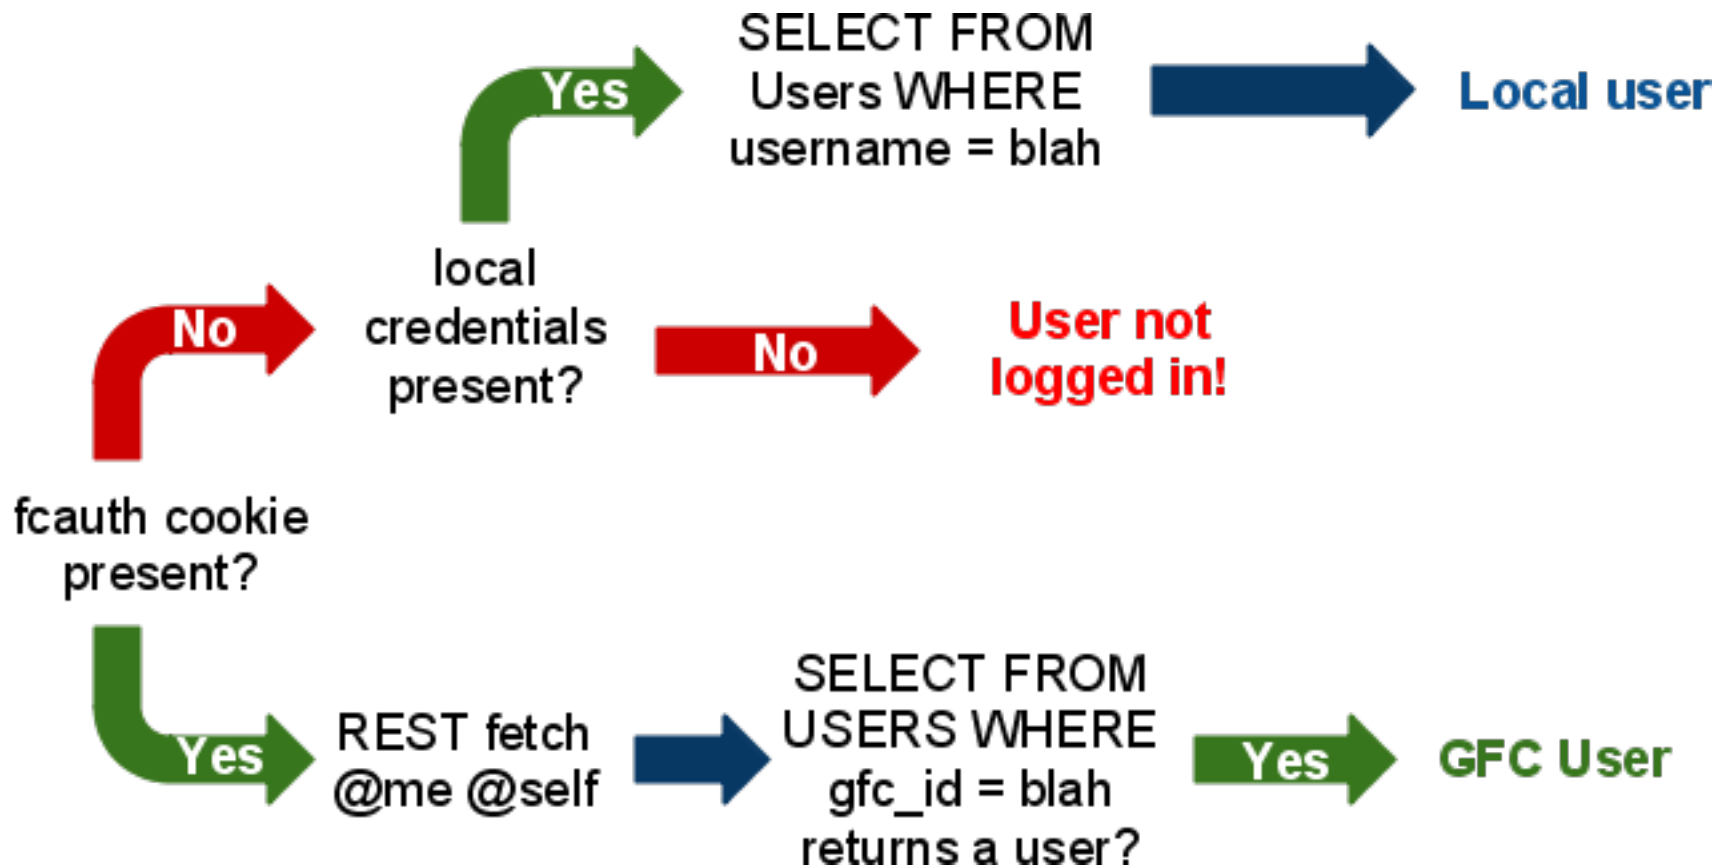 SELECT FROM
Users WHERE
username = blah
Yes
Local user
local
credentials
present?
No
No
User not
logged in!
fcauth cookie
present?
Yes
REST fetch
@me @self
SELECT FROM
USERS WHERE
gfc_id = blah
returns a user?
Yes
GFC User